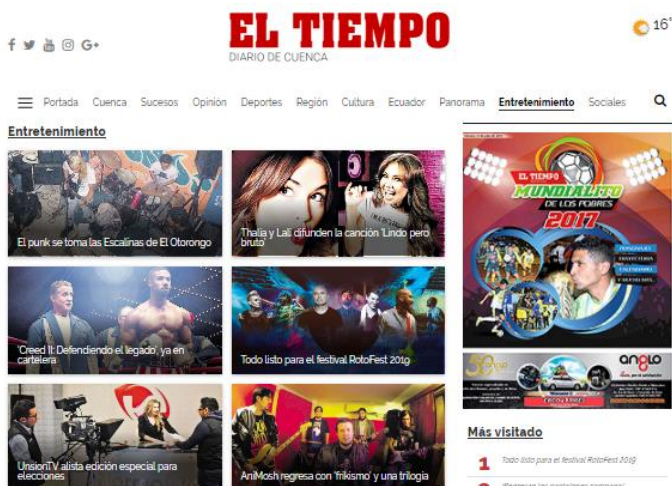 EL TIEMPO
DIARIO DE CUENCA
16°
G+
Portada Cuenca Sucesos Opinión Deportes Región Cultura Ecuador Panorama Entretenimiento Sociales
Entretenimiento
El punk se toma las Escalinas de El Otorongo
Thalía y Lali difunden la canción 'Lindo pero
bruto'
'Creed II: Defendiendo el legado', ya en
cartelera
Todo listo para el festival RotoFest 2019
UnsionTV alista edición especial para
elecciones
AniMosh regresa con 'frikismo' y una trilogía
EL TIEMPO
MUNDIALITO
DE LOS POBRES
2017
PERSONAJES
TRAYECTORIA
CALENDARIO
anglo
Más visitado
1 Todo listo para el festival RotoFest 2019